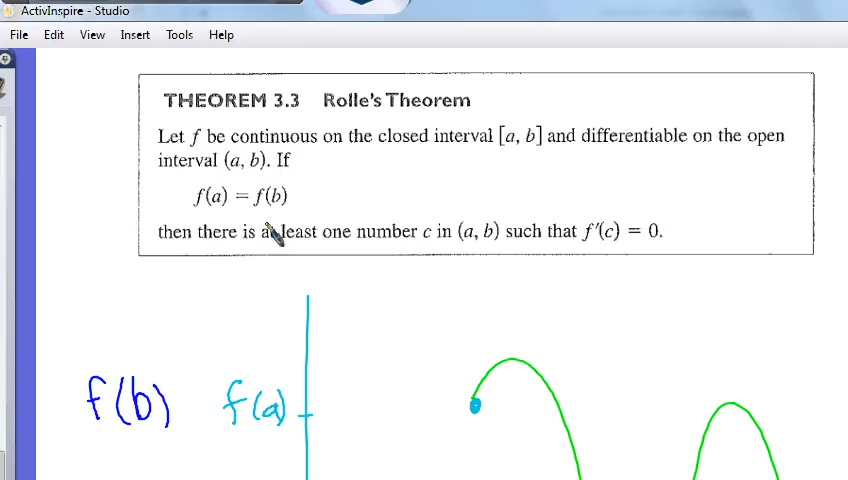 ActivInspire - Studio
File Edit View Insert Tools Help
THEOREM 3.3 Rolle's Theorem
Let f be continuous on the closed interval [a, b] and differentiable on the open
interval (a, b). If
f(a) = f(b)
then there is at least one number c in (a, b) such that f'(c) = 0.
f(b) f(a)